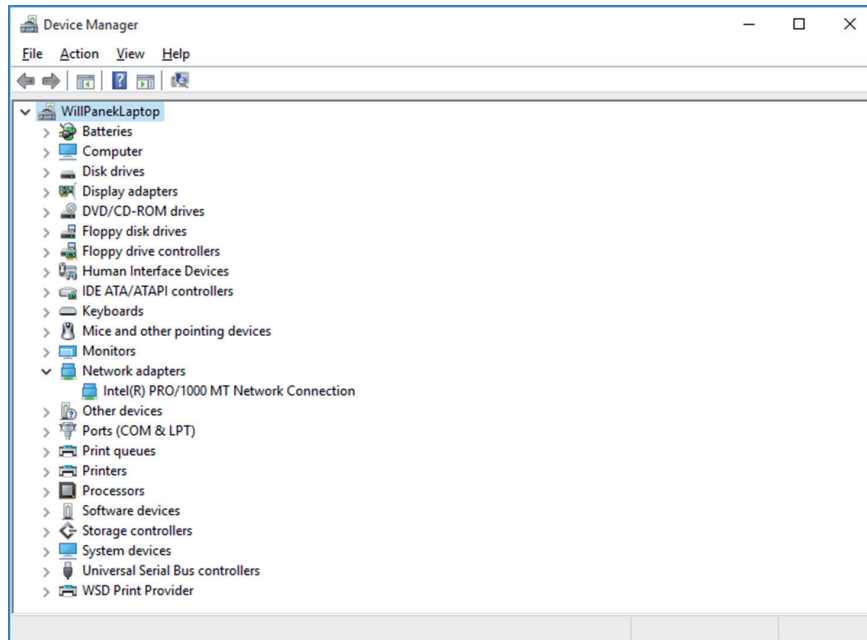 Device Manager
File Action View Help
WillPanekLaptop
Batteries
Computer
Disk drives
Display adapters
DVD/CD-ROM drives
Floppy disk drives
Floppy drive controllers
Human Interface Devices
IDE ATA/ATAPI controllers
Keyboards
Mice and other pointing devices
Monitors
Network adapters
Intel(R) PRO/1000 MT Network Connection
Other devices
Ports (COM & LPT)
Print queues
Printers
Processors
Software devices
Storage controllers
System devices
Universal Serial Bus controllers
WSD Print Provider